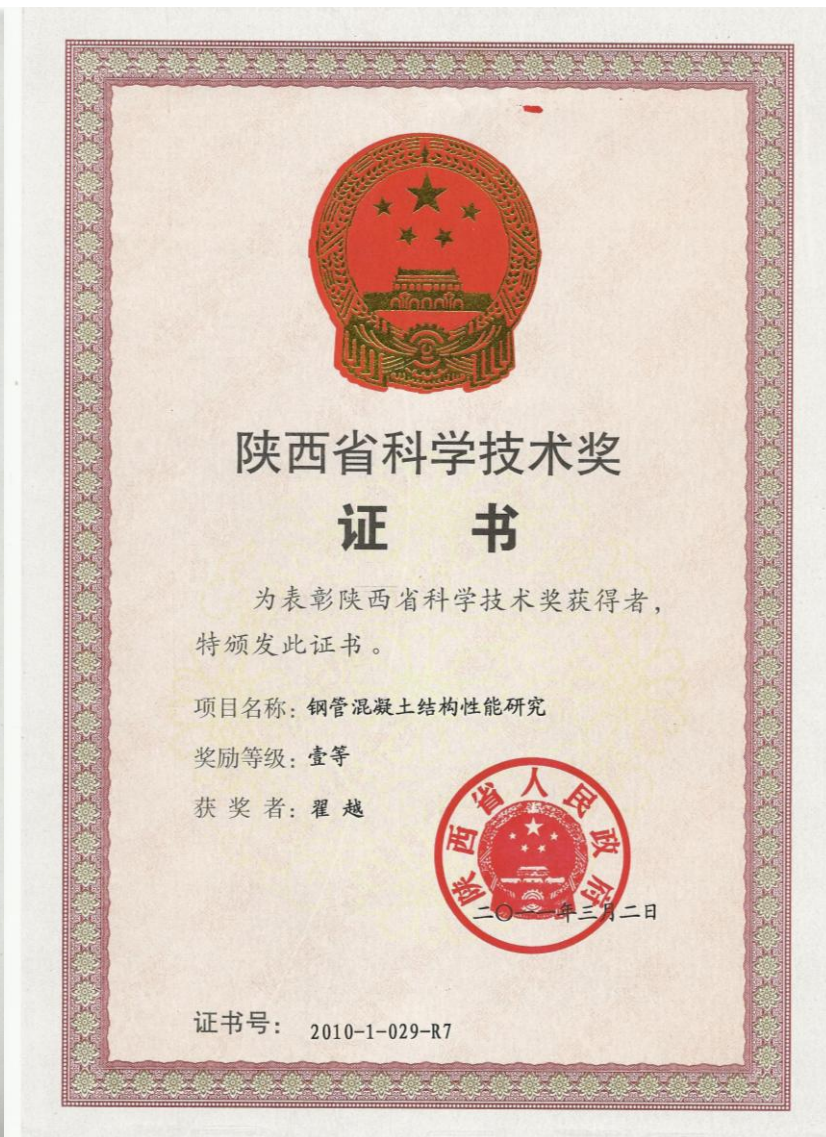 陕西省科学技术奖
证 书
为表彰陕西省科学技术奖获得者，
特颁发此证书。
项目名称：钢管混凝土结构性能研究
奖励等级：壹等
获 奖 者：翟 越
陕西省人民政府
二〇一一年三月二日
证书号：2010-1-029-R7